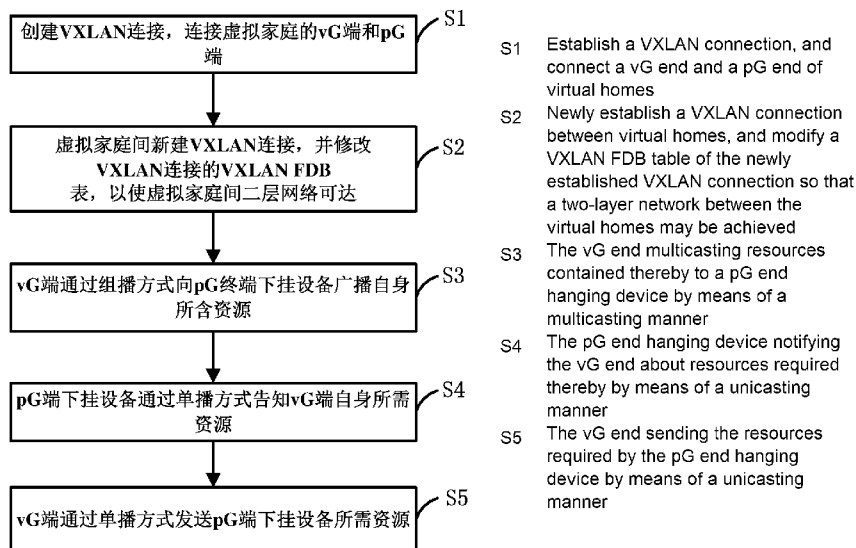 创建VXLAN连接，连接虚拟家庭的vG端和pG
端
S1
虚拟家庭间新建VXLAN连接，并修改
VXLAN连接的VXLAN FDB
表，以使虚拟家庭间二层网络可达
S2
vG端通过组播方式向pG终端下挂设备广播自身
所含资源
S3
pG端下挂设备通过单播方式告知vG端自身所需
资源
S4
vG端通过单播方式发送pG端下挂设备所需资源
S5
S1 Establish a VXLAN connection, and
connect a vG end and a pG end of
virtual homes
S2 Newly establish a VXLAN connection
between virtual homes, and modify a
VXLAN FDB table of the newly
established VXLAN connection so that
a two-layer network between the
virtual homes may be achieved
S3 The vG end multicasting resources
contained thereby to a pG end
hanging device by means of a
multicasting manner
S4 The pG end hanging device notifying
the vG end about resources required
thereby by means of a unicasting
manner
S5 The vG end sending the resources
required by the pG end hanging
device by means of a unicasting
manner